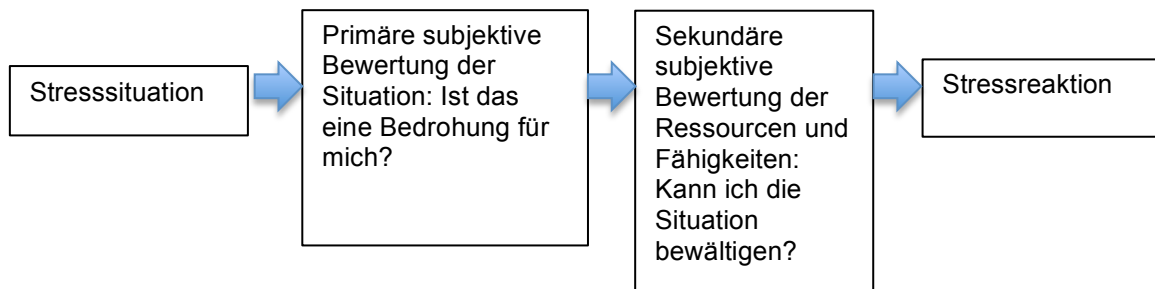 Stresssituation
Primäre subjektive
Bewertung der
Situation: Ist das
eine Bedrohung für
mich?
Sekundäre
subjektive
Bewertung der
Ressourcen und
Fähigkeiten:
Kann ich die
Situation
bewältigen?
Stressreaktion